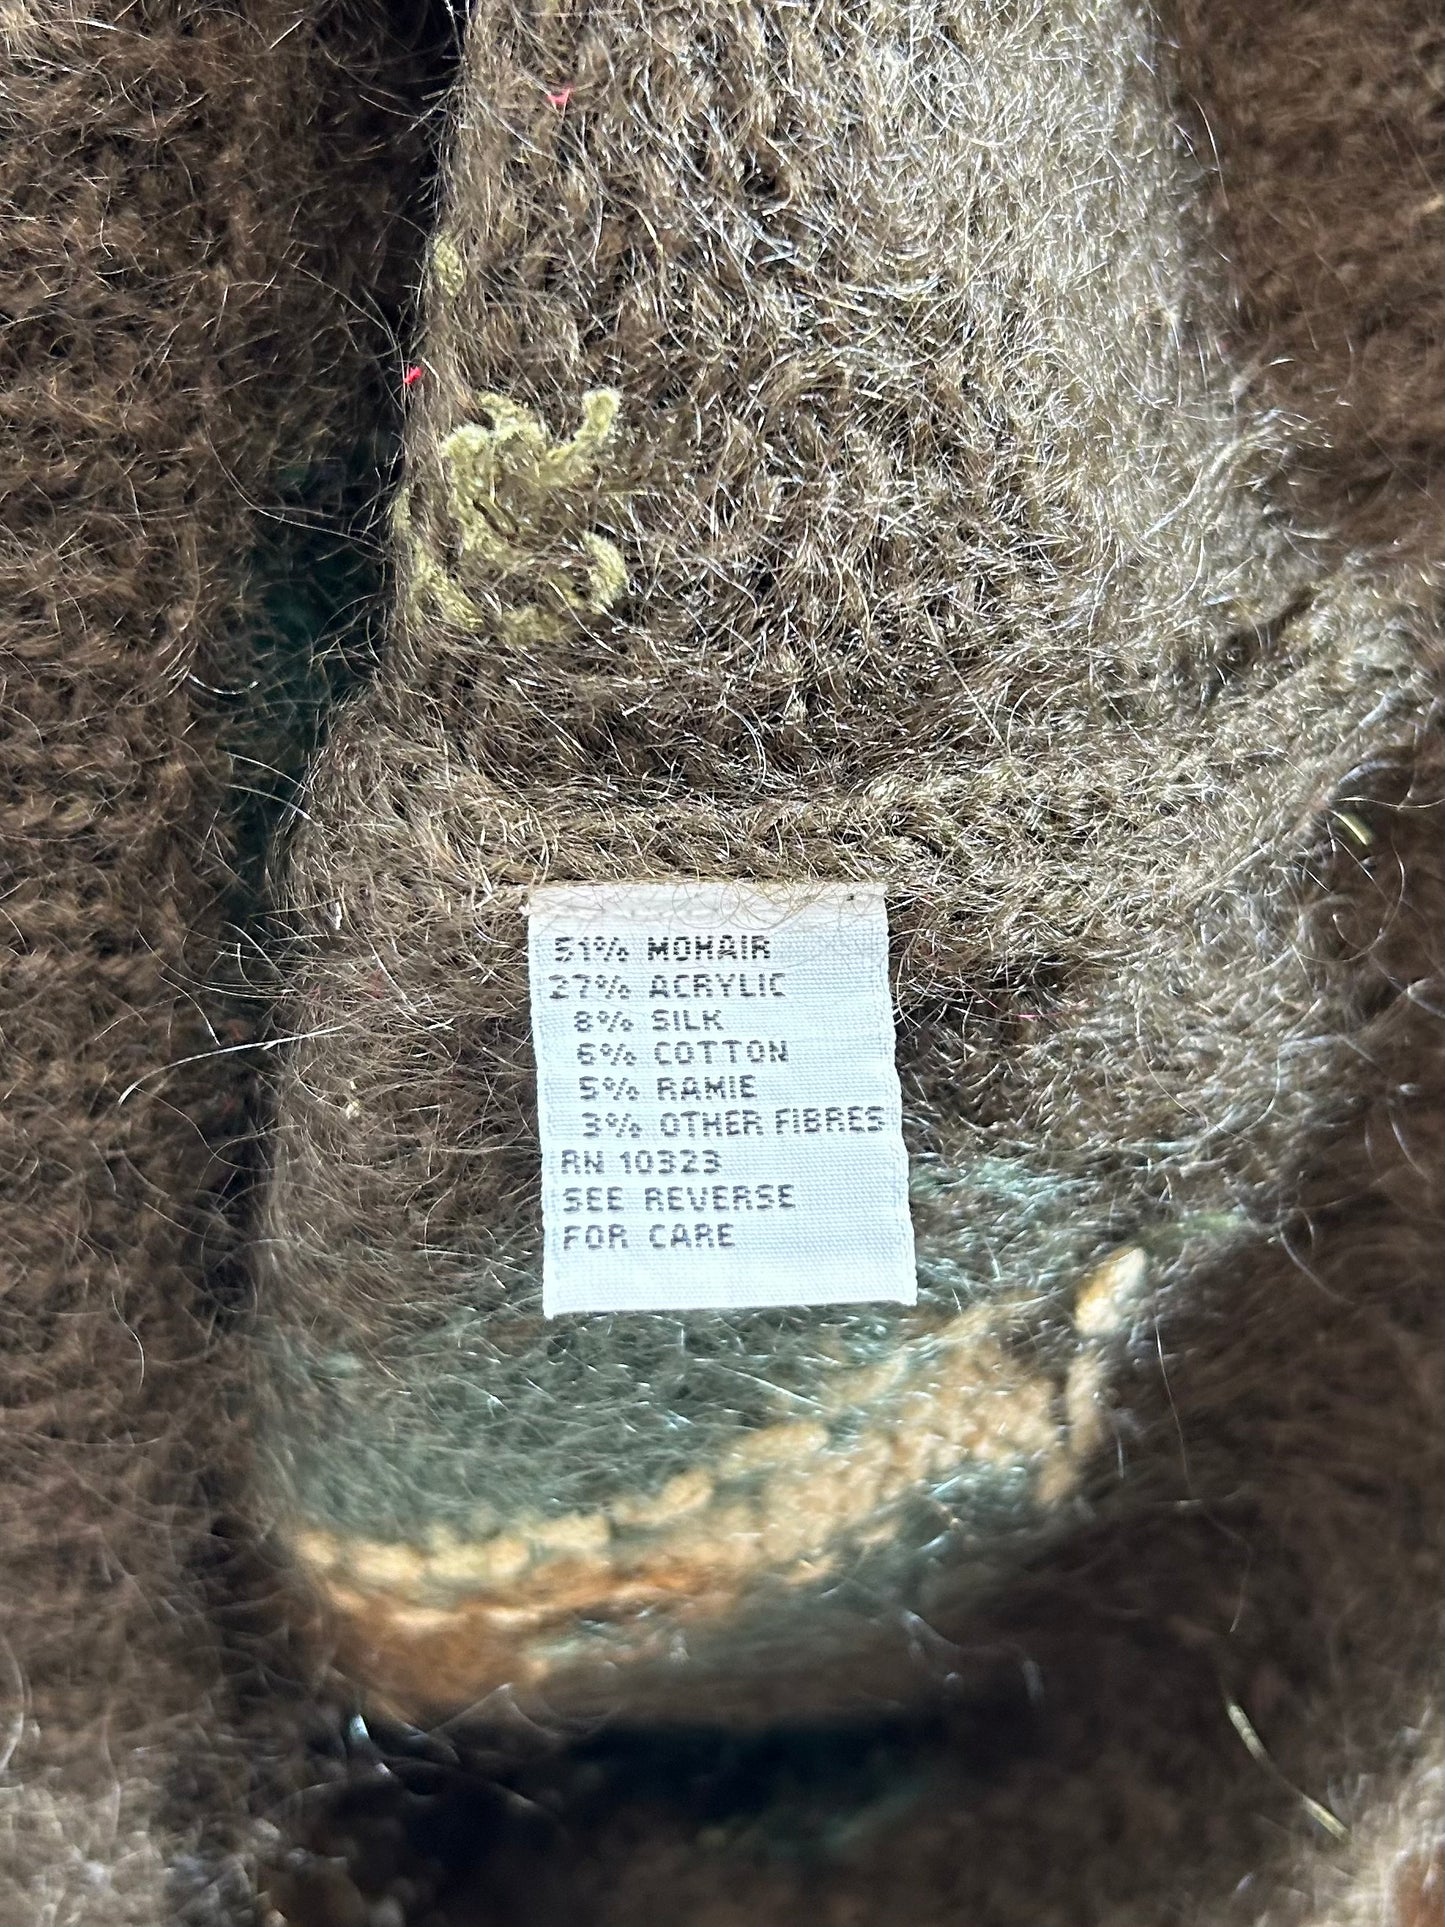 51% MOHAIR
27% ACRYLIC
8% SILK
6% COTTON
5% RAMIE
3% OTHER FIBRES
RN 10323
SEE REVERSE
FOR CARE